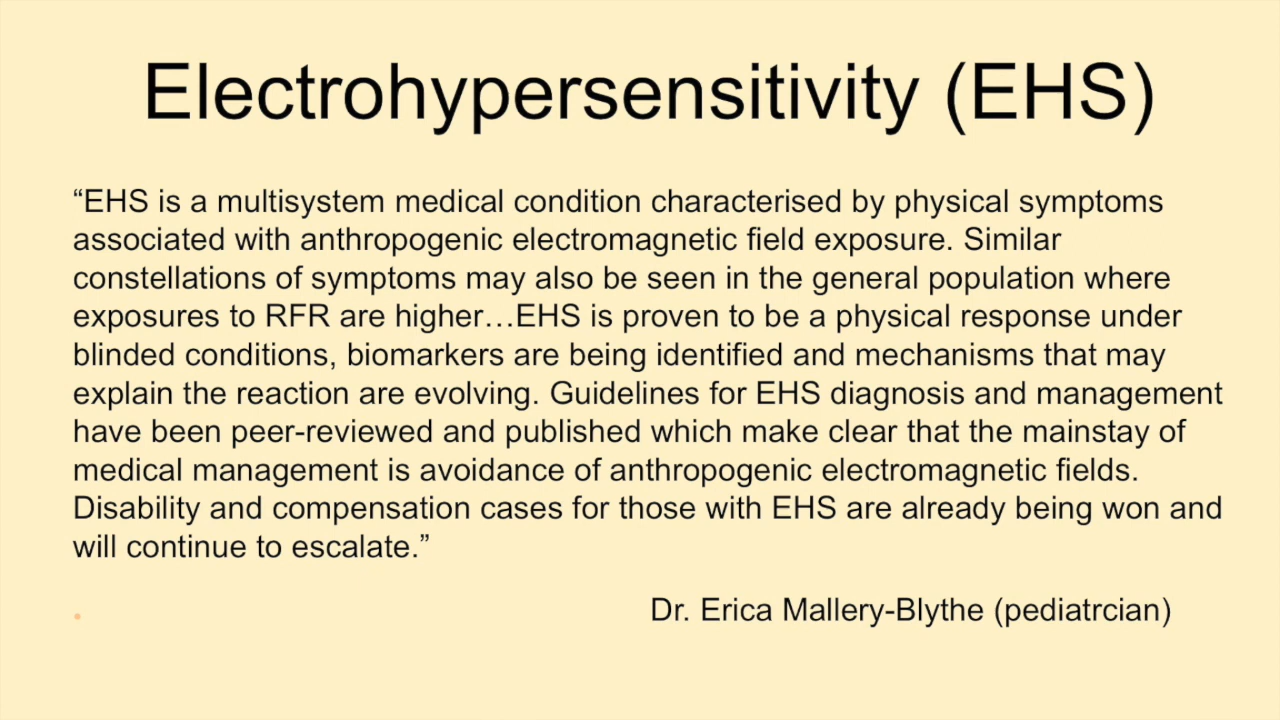 Electrohypersensitivity (EHS)
“EHS is a multisystem medical condition characterised by physical symptoms
associated with anthropogenic electromagnetic field exposure. Similar
constellations of symptoms may also be seen in the general population where
exposures to RFR are higher…EHS is proven to be a physical response under
blinded conditions, biomarkers are being identified and mechanisms that may
explain the reaction are evolving. Guidelines for EHS diagnosis and management
have been peer-reviewed and published which make clear that the mainstay of
medical management is avoidance of anthropogenic electromagnetic fields.
Disability and compensation cases for those with EHS are already being won and
will continue to escalate.”
Dr. Erica Mallery-Blythe (pediatrcian)